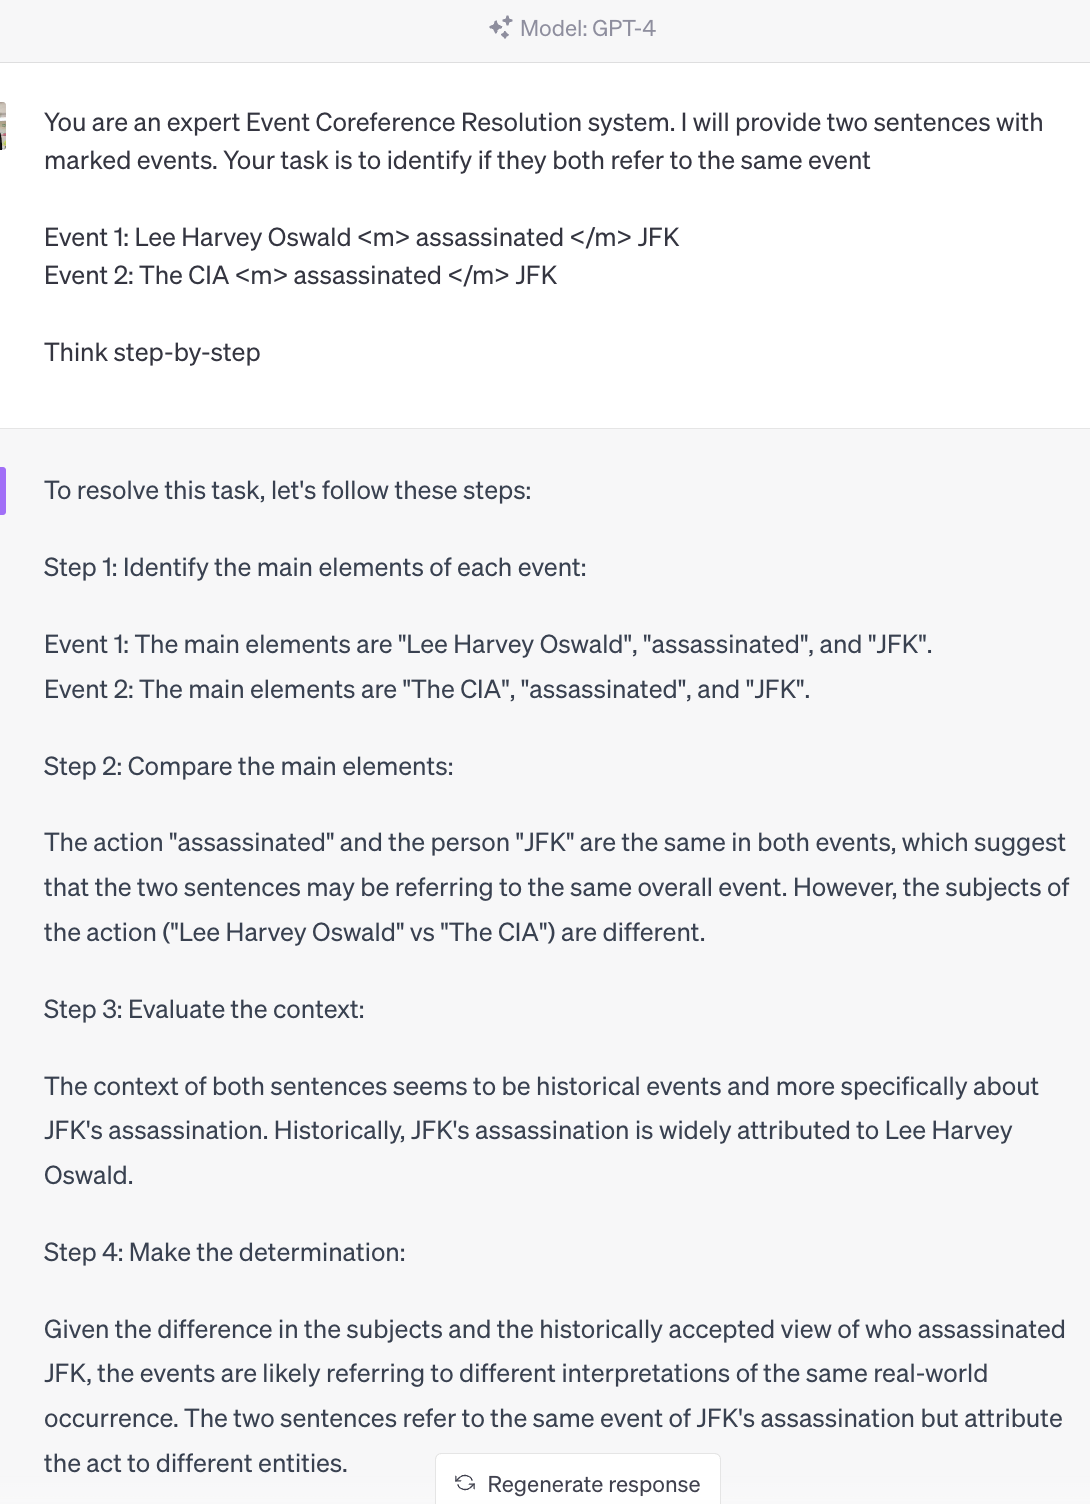 Model: GPT-4
You are an expert Event Coreference Resolution system. I will provide two sentences with
marked events. Your task is to identify if they both refer to the same event
Event 1: Lee Harvey Oswald <m> assassinated </m> JFK
Event 2: The CIA <m> assassinated </m> JFK
Think step-by-step
To resolve this task, let's follow these steps:
Step 1: Identify the main elements of each event:
Event 1: The main elements are "Lee Harvey Oswald", "assassinated", and "JFK".
Event 2: The main elements are "The CIA", "assassinated", and "JFK".
Step 2: Compare the main elements:
The action "assassinated" and the person "JFK" are the same in both events, which suggest
that the two sentences may be referring to the same overall event. However, the subjects of
the action ("Lee Harvey Oswald" vs "The CIA") are different.
Step 3: Evaluate the context:
The context of both sentences seems to be historical events and more specifically about
JFK's assassination. Historically, JFK's assassination is widely attributed to Lee Harvey
Oswald.
Step 4: Make the determination:
Given the difference in the subjects and the historically accepted view of who assassinated
JFK, the events are likely referring to different interpretations of the same real-world
occurrence. The two sentences refer to the same event of JFK's assassination but attribute
the act to different entities.
Regenerate response